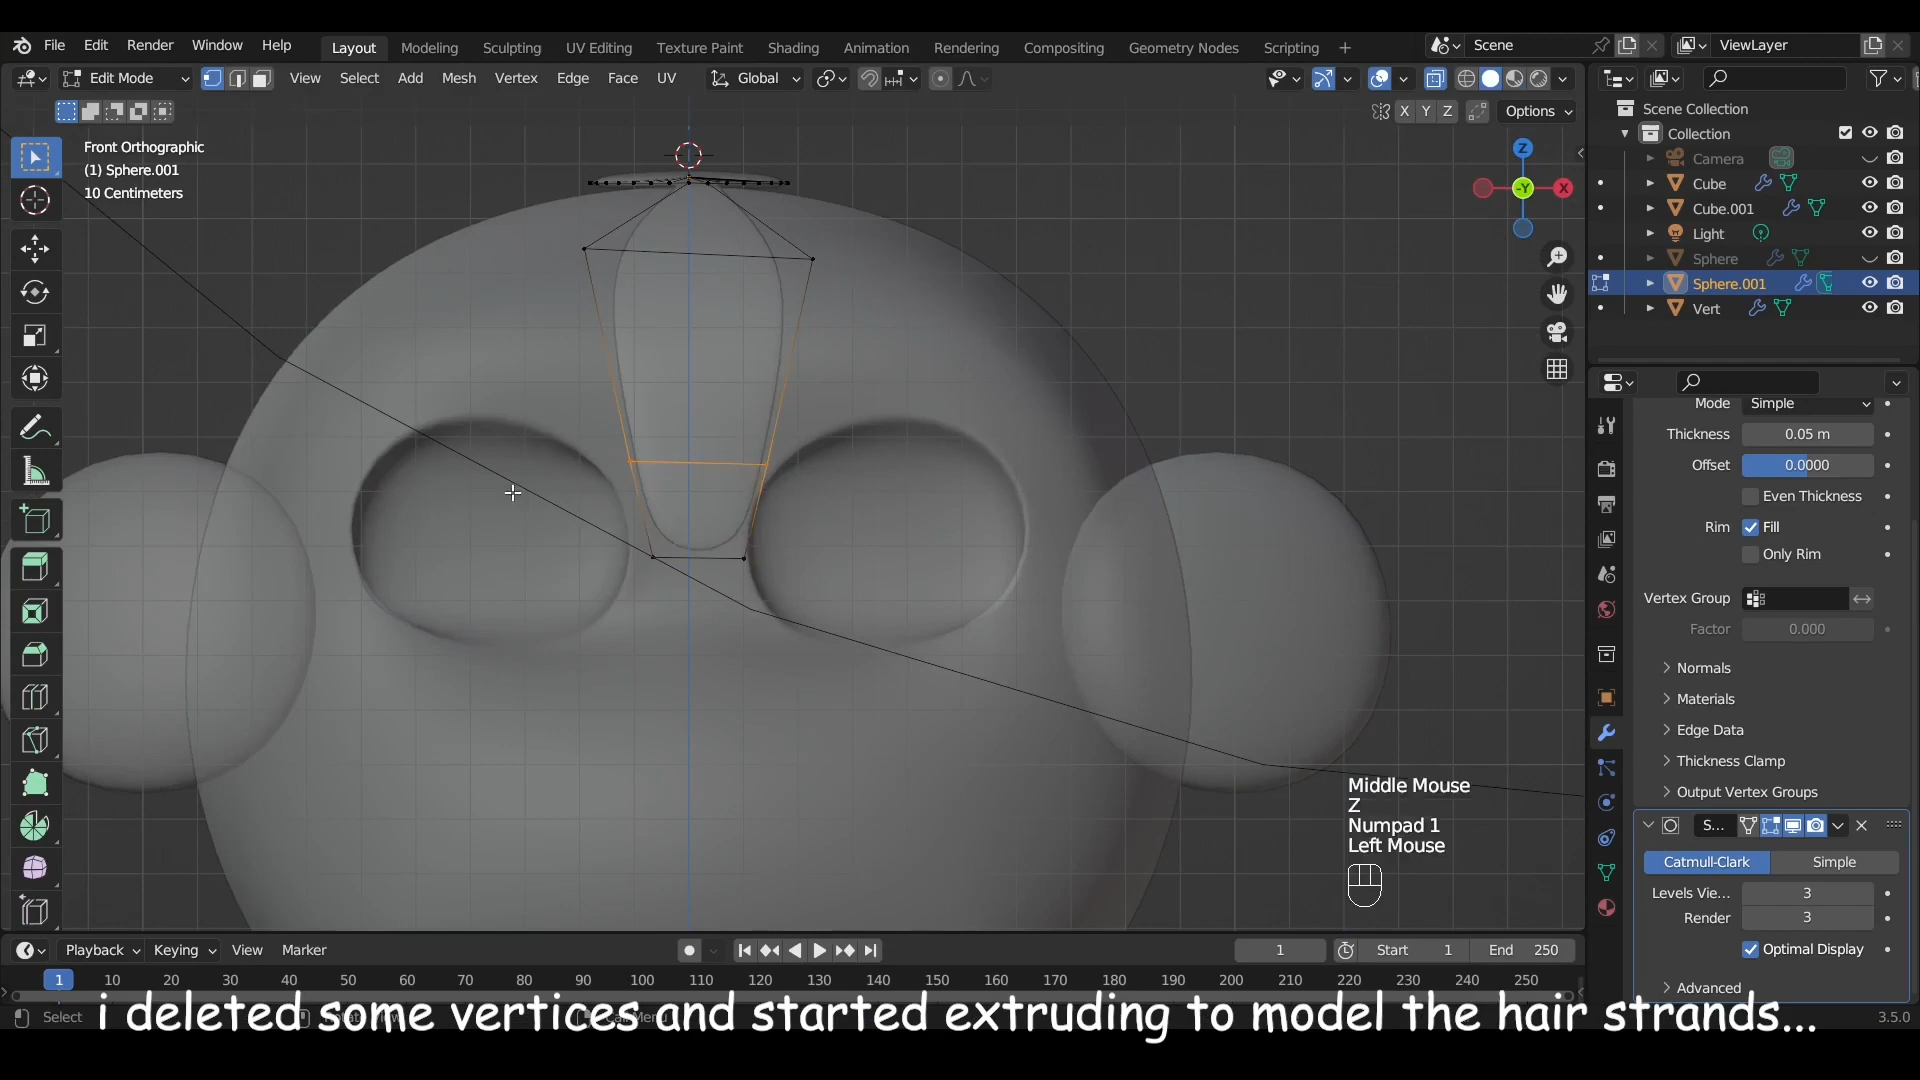 File Edit Render Window Help Layout Modeling Sculpting UV Editing Texture Paint Shading Animation Rendering Compositing Geometry Nodes Scripting + Scene ViewLayer
Edit Mode View Select Add Mesh Vertex Edge Face UV Global
X Y Z Options
Front Orthographic
(1) Sphere.001
10 Centimeters
Z
-Y
X
Scene Collection
Collection
Camera
Cube
Cube.001
Light
Sphere
Sphere.001
Vert
Mode Simple
Thickness 0.05 m
Offset 0.0000
Even Thickness
Rim Fill
Only Rim
Vertex Group
Factor 0.000
Normals
Materials
Edge Data
Thickness Clamp
Output Vertex Groups
S...
Catmull-Clark Simple
Levels Vie... 3
Render 3
Optimal Display
Advanced
Middle Mouse
Z
Numpad 1
Left Mouse
Playback Keying View Marker 1 Start 1 End 250
1 10 20 30 40 50 60 70 80 90 100 110 120 130 140 150 160 170 180 190 200 210 220 230 240 250
i deleted some vertices and started extruding to model the hair strands...
Select
3.5.0